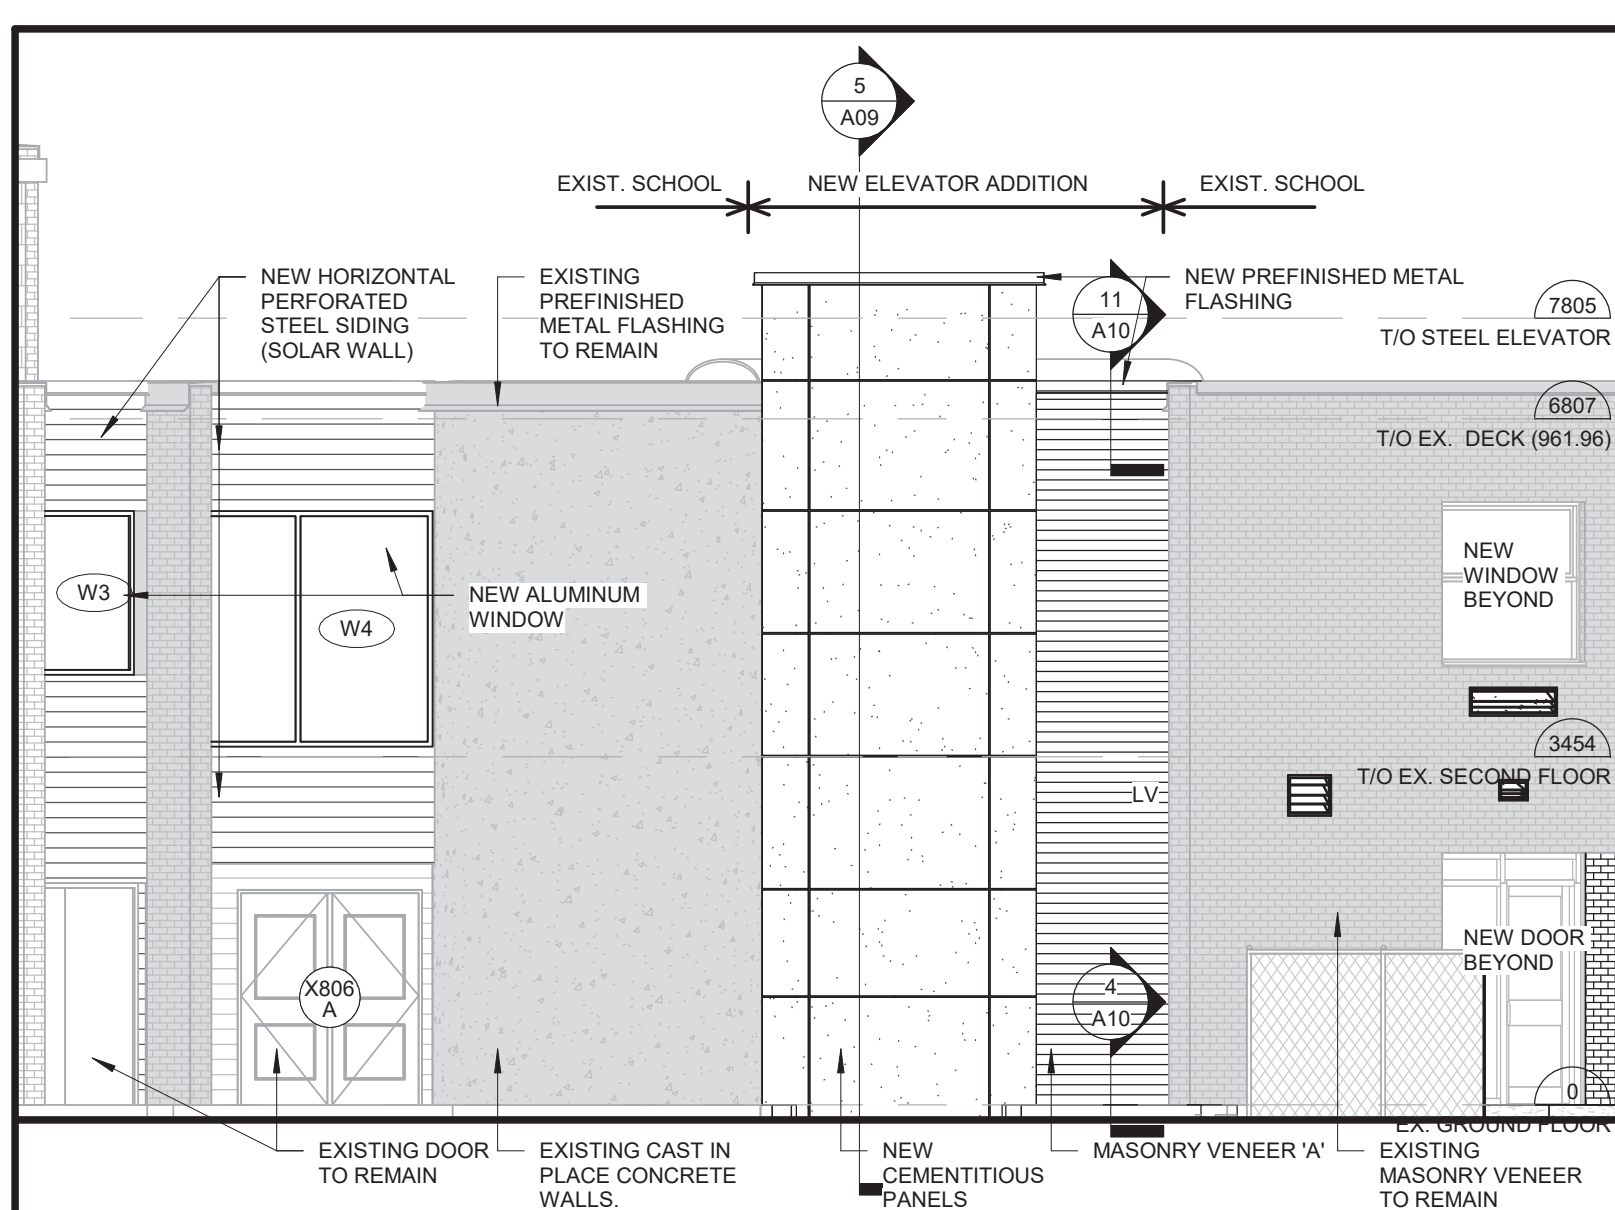 5
A09
EXIST. SCHOOL
NEW ELEVATOR ADDITION
EXIST. SCHOOL
NEW HORIZONTAL
PERFORATED
STEEL SIDING
(SOLAR WALL)
EXISTING
PREFINISHED
METAL FLASHING
TO REMAIN
11
A10
NEW PREFINISHED METAL
FLASHING
7805
T/O STEEL ELEVATOR
6807
T/O EX. DECK (961.96)
W3
W4
NEW ALUMINUM
WINDOW
NEW
WINDOW
BEYOND
3454
T/O EX. SECOND FLOOR
LV
X806
A
4
A10
NEW DOOR
BEYOND
0
EX. GROUND FLOOR
EXISTING DOOR
TO REMAIN
EXISTING CAST IN
PLACE CONCRETE
WALLS.
NEW
CEMENTITIOUS
PANELS
MASONRY VENEER 'A'
EXISTING
MASONRY VENEER
TO REMAIN